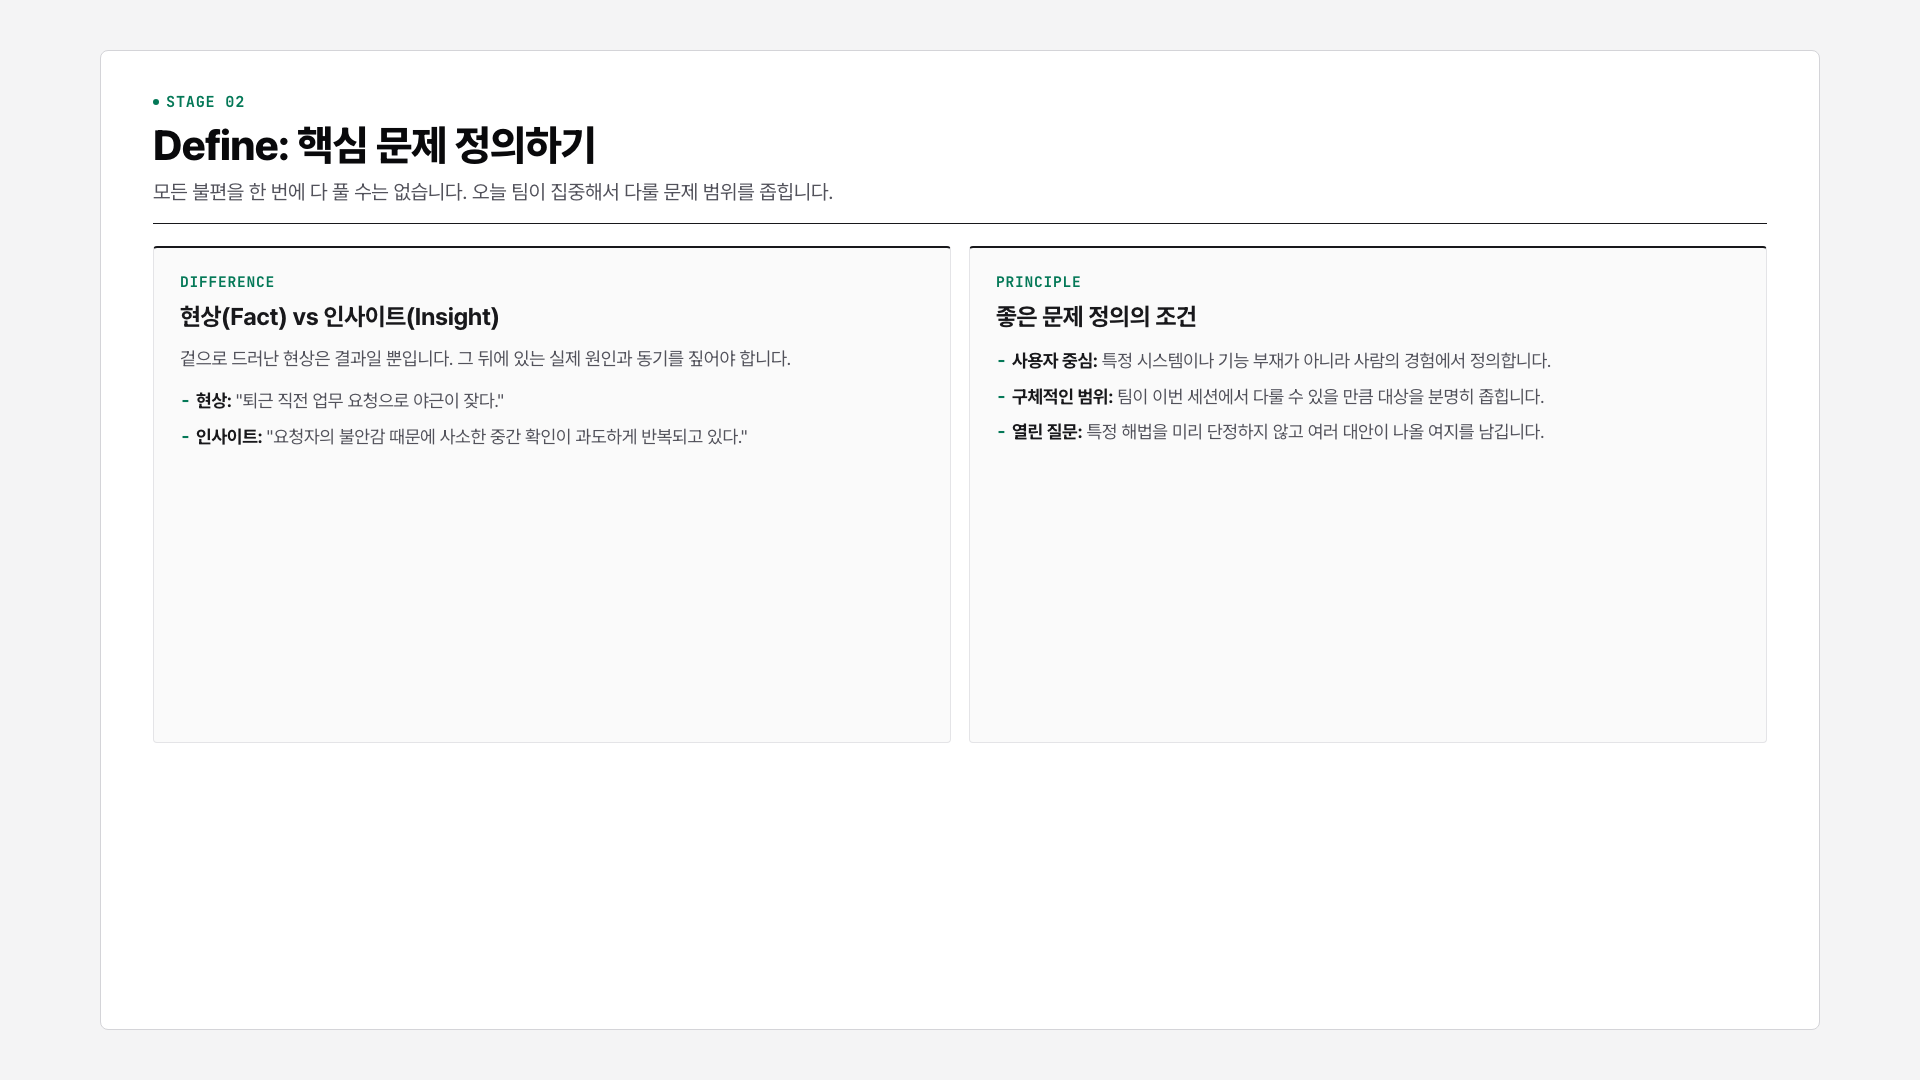 • STAGE 02
Define: 핵심 문제 정의하기
모든 불편을 한 번에 다 풀 수는 없습니다. 오늘 팀이 집중해서 다룰 문제 범위를 좁힙니다.
DIFFERENCE
현상(Fact) vs 인사이트(Insight)
겉으로 드러난 현상은 결과일 뿐입니다. 그 뒤에 있는 실제 원인과 동기를 짚어야 합니다.
- 현상: "퇴근 직전 업무 요청으로 야근이 잦다."
- 인사이트: "요청자의 불안감 때문에 사소한 중간 확인이 과도하게 반복되고 있다."
PRINCIPLE
좋은 문제 정의의 조건
- 사용자 중심: 특정 시스템이나 기능 부재가 아니라 사람의 경험에서 정의합니다.
- 구체적인 범위: 팀이 이번 세션에서 다룰 수 있을 만큼 대상을 분명히 좁힙니다.
- 열린 질문: 특정 해법을 미리 단정하지 않고 여러 대안이 나올 여지를 남깁니다.